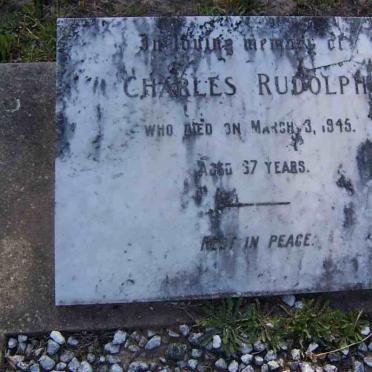 In loving memory of
CHARLES RUDOLPH
WHO DIED ON MARCH 3, 1945.
AGED 67 YEARS.
REST IN PEACE.